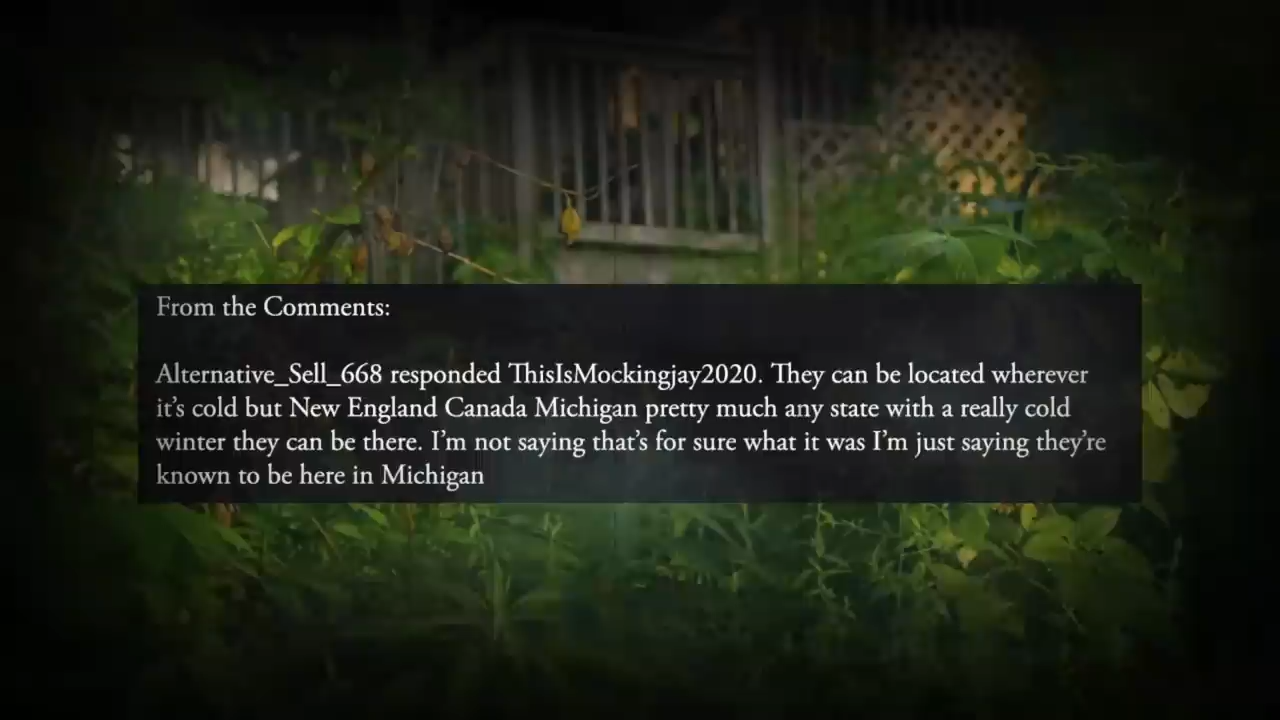 From the Comments:
Alternative_Sell_668 responded ThisIsMockingjay2020. They can be located wherever
it's cold but New England Canada Michigan pretty much any state with a really cold
winter they can be there. I'm not saying that's for sure what it was I'm just saying they're
known to be here in Michigan